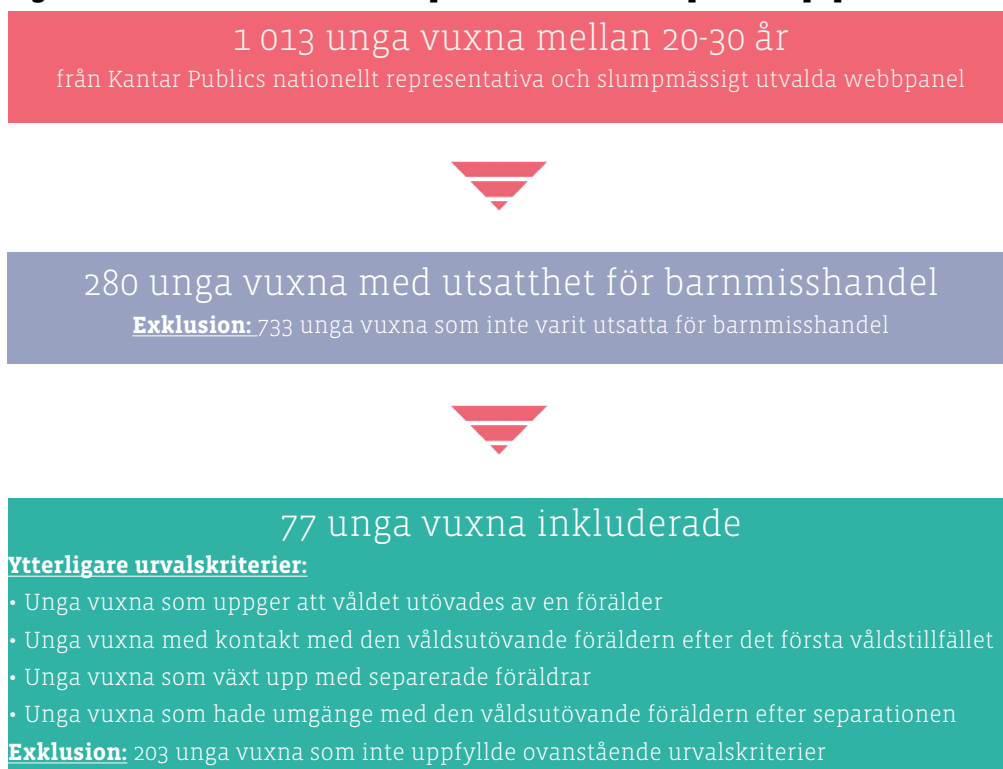 1 013 unga vuxna mellan 20-30 år
från Kantar Publics nationellt representativa och slumpmässigt utvalda webbpanel
280 unga vuxna med utsatthet för barnmisshandel
Exklusion: 733 unga vuxna som inte varit utsatta för barnmisshandel
77 unga vuxna inkluderade
Ytterligare urvalskriterier:
• Unga vuxna som uppger att våldet utövades av en förälder
• Unga vuxna med kontakt med den våldsutövande föräldern efter det första våldstillfället
• Unga vuxna som växt upp med separerade föräldrar
• Unga vuxna som hade umgänge med den våldsutövande föräldern efter separationen
Exklusion: 203 unga vuxna som inte uppfyllde ovanstående urvalskriterier